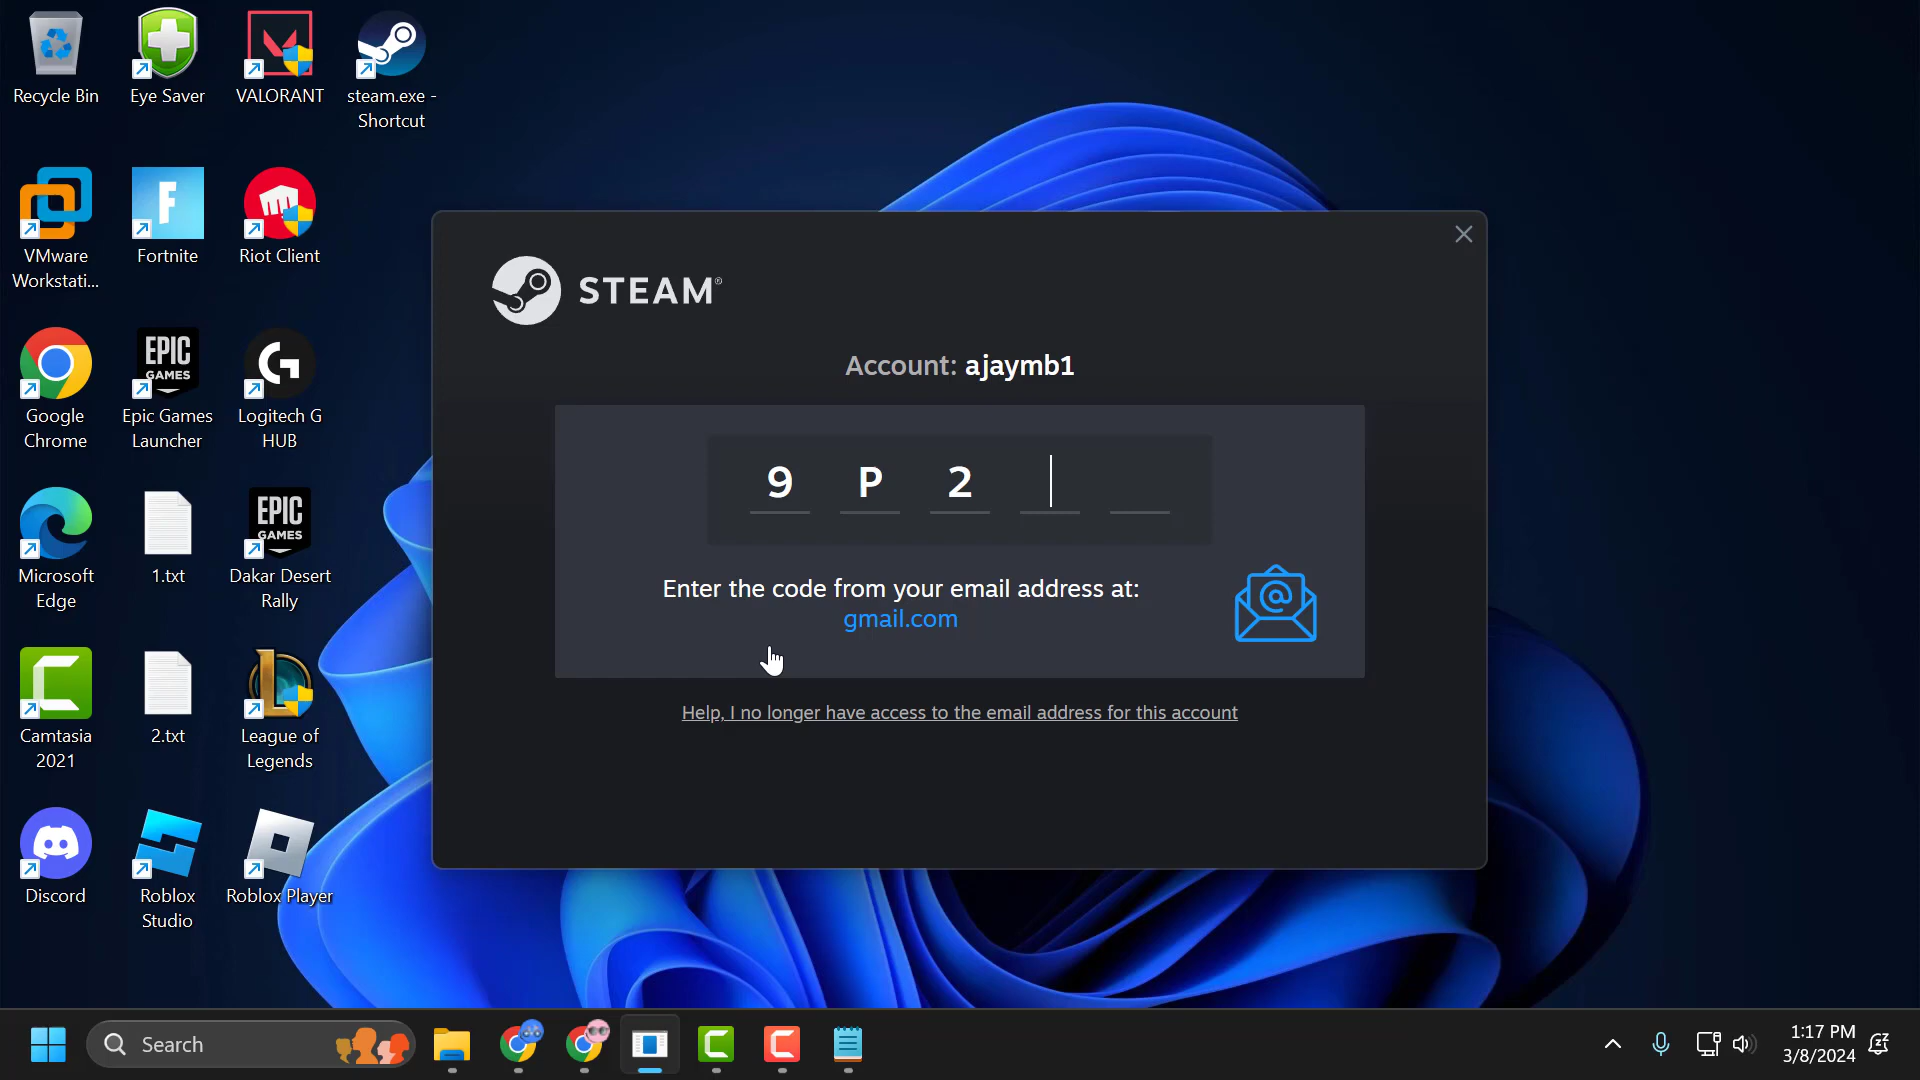 Recycle Bin
Eye Saver
VALORANT
steam.exe -
Shortcut
VMware
Workstati...
F
Fortnite
Riot Client
Google
Chrome
EPIC
GAMES
Epic Games
Launcher
Logitech G
HUB
Microsoft
Edge
1.txt
EPIC
GAMES
Dakar Desert
Rally
Camtasia
2021
2.txt
League of
Legends
Discord
Roblox
Studio
Roblox Player
STEAM®
Account: ajaymb1
9 P 2
Enter the code from your email address at:
gmail.com
Help, I no longer have access to the email address for this account
Search
1:17 PM
3/8/2024